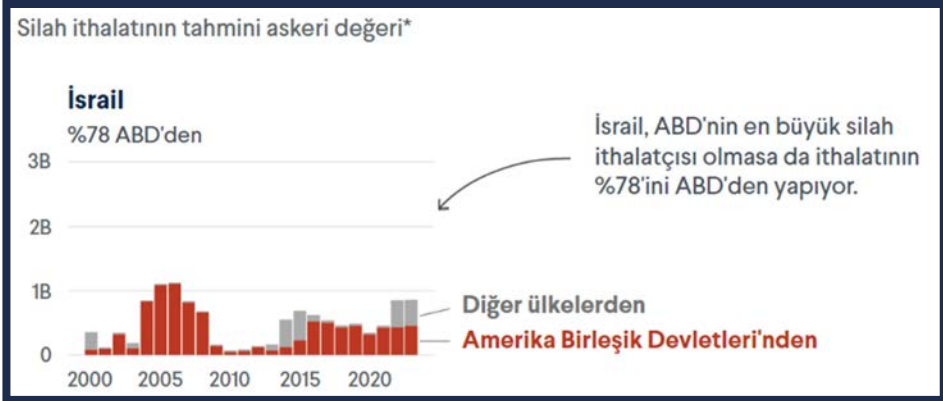 Silah ithalatının tahmini askeri değeri*
İsrail
%78 ABD'den
İsrail, ABD'nin en büyük silah
ithalatçısı olmasa da ithalatının
%78'ini ABD'den yapıyor.
3B
2B
1B
0
Diğer ülkelerden
Amerika Birleşik Devletleri'nden
2000 2005 2010 2015 2020